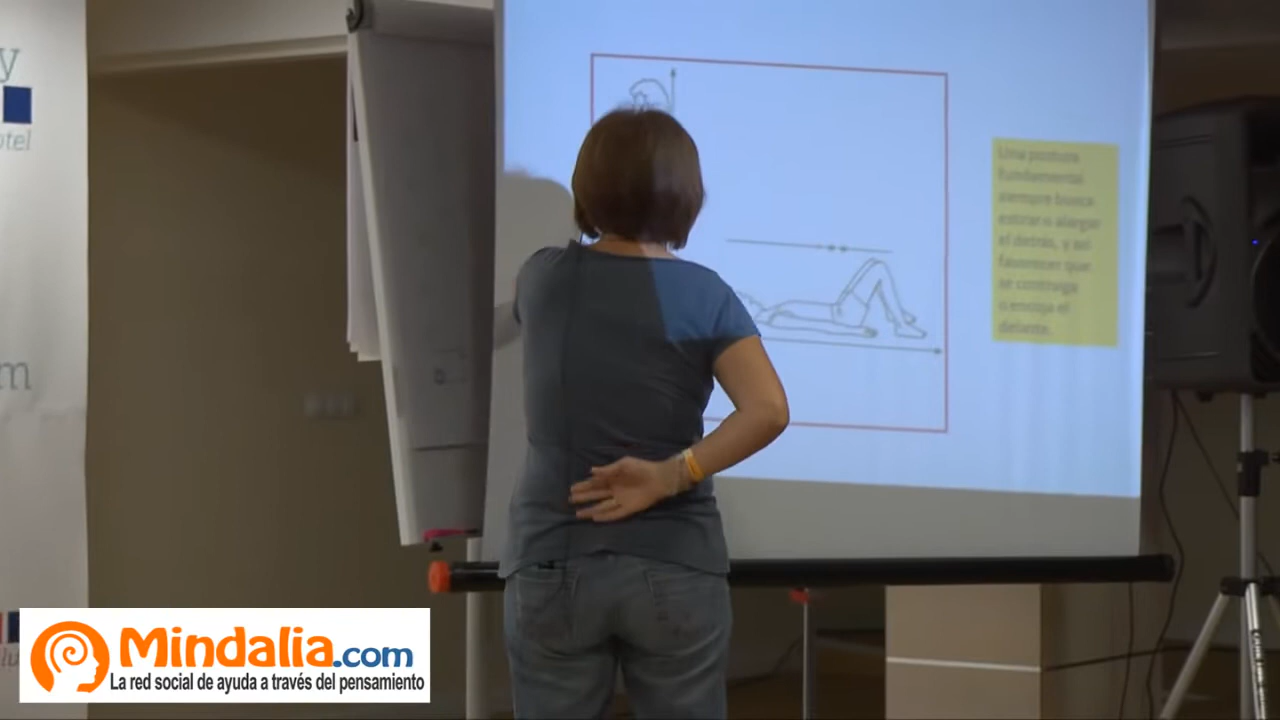 y
otel
m
Una postura
fundamental
siempre busca
estirar o alargar
el detrás, y así
favorecer que
se contraiga
o encoja el
delante.
Mindalia.com
La red social de ayuda a través del pensamiento